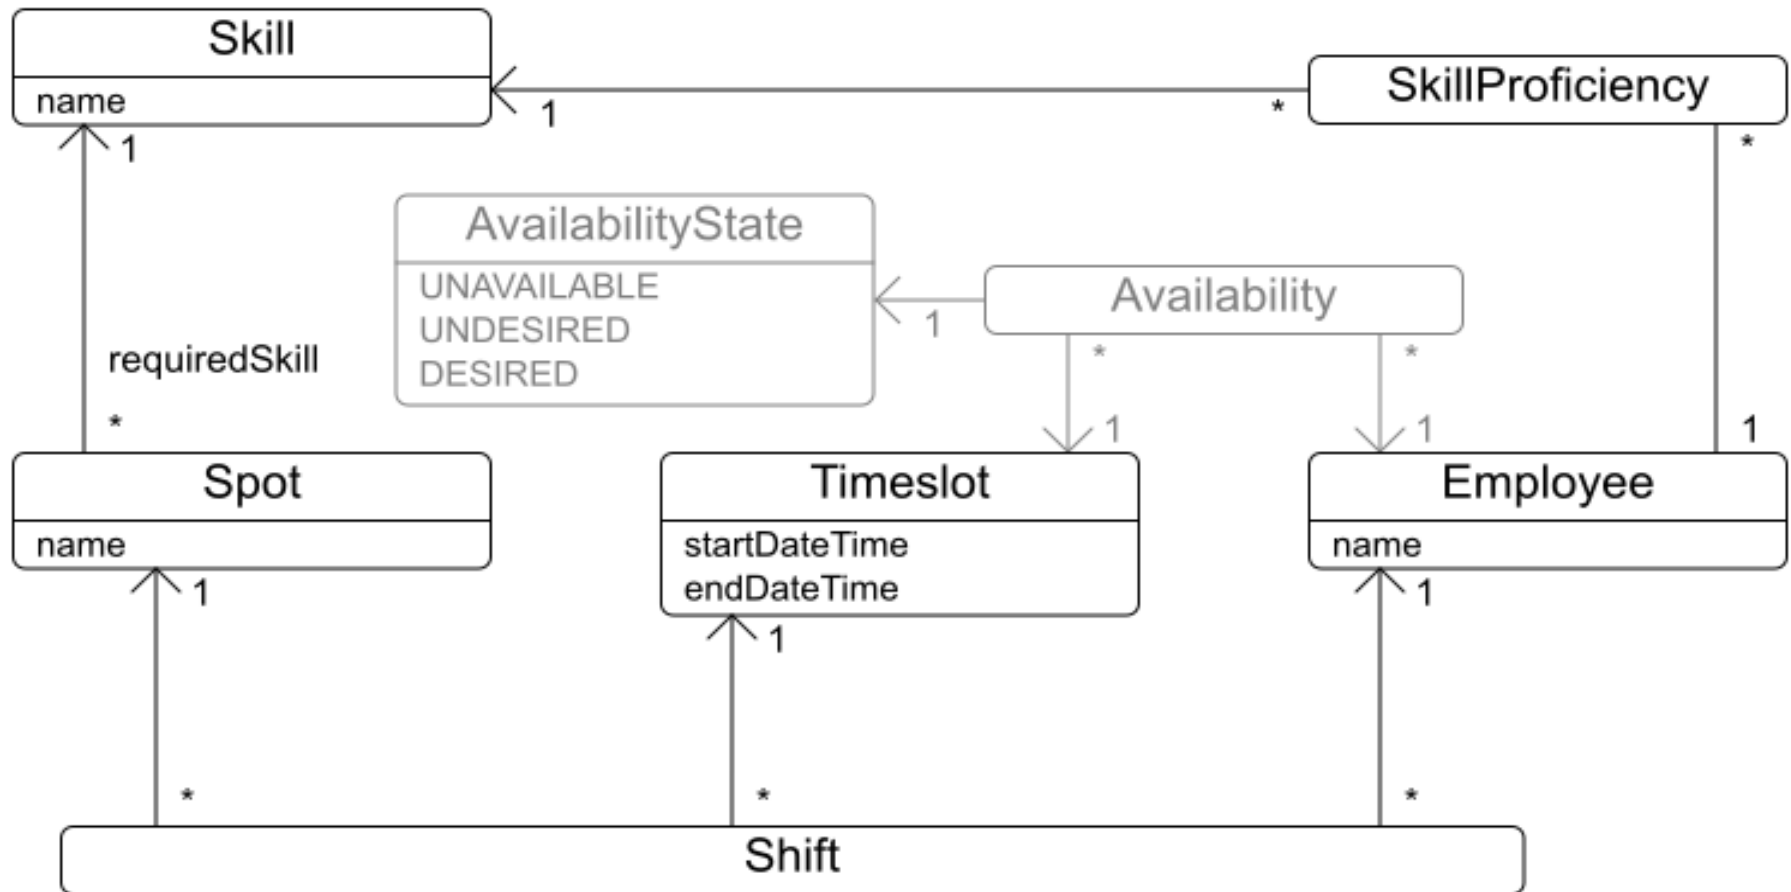 Skill
name
1
1
*
SkillProficiency
*
AvailabilityState
UNAVAILABLE
UNDESIRED
DESIRED
1
Availability
*
*
1
1
requiredSkill
*
1
Spot
name
1
Timeslot
startDateTime
endDateTime
1
Employee
name
1
*
*
*
Shift